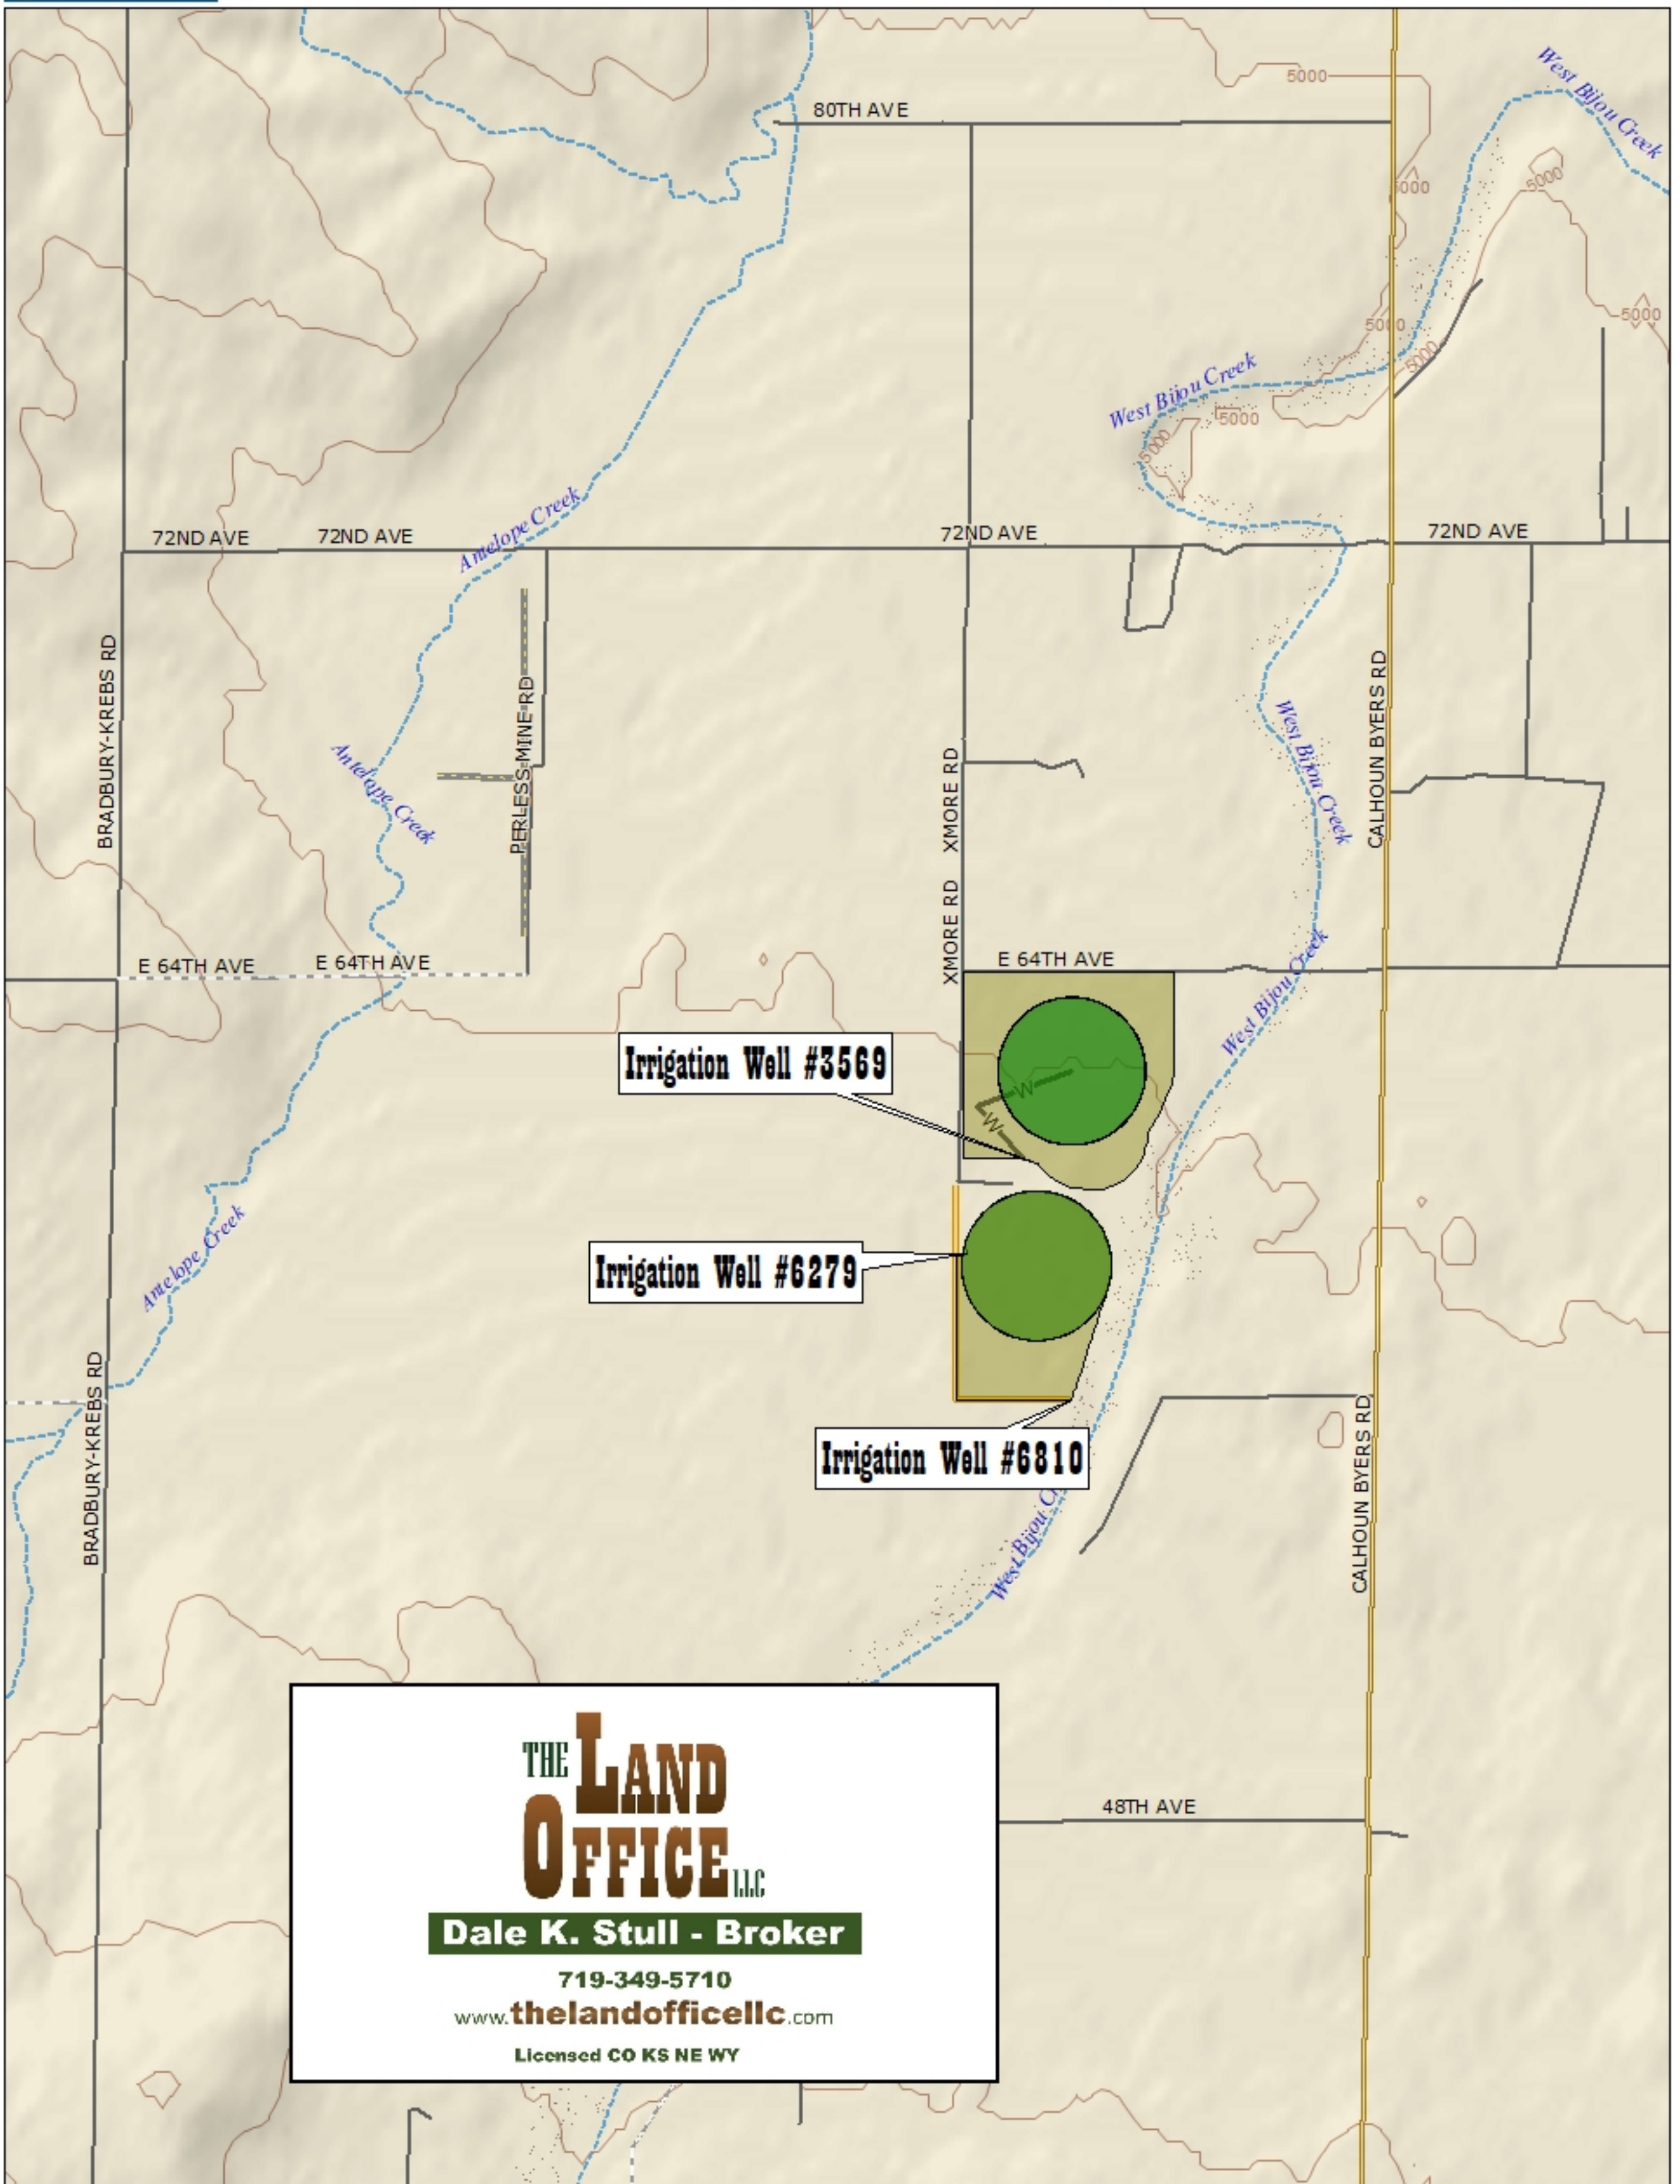 West Bijou Creek
5000
80TH AVE
5000
5000
5000
5000
5000
West Bijou Creek
5000
5000
Antelope Creek
72ND AVE
72ND AVE
72ND AVE
72ND AVE
BRADBURY-KREBS RD
PERLESS MINE RD
XMORE RD
CALHOUN BYERS RD
West Bijou Creek
Antelope Creek
XMORE RD
E 64TH AVE
E 64TH AVE
E 64TH AVE
West Bijou Creek
Irrigation Well #3569
W
W
Antelope Creek
Irrigation Well #6279
BRADBURY-KREBS RD
CALHOUN BYERS RD
Irrigation Well #6810
West Bijou C
THE LAND
OFFICE LLC
Dale K. Stull - Broker
719-349-5710
www.thelandofficellc.com
Licensed CO KS NE WY
48TH AVE